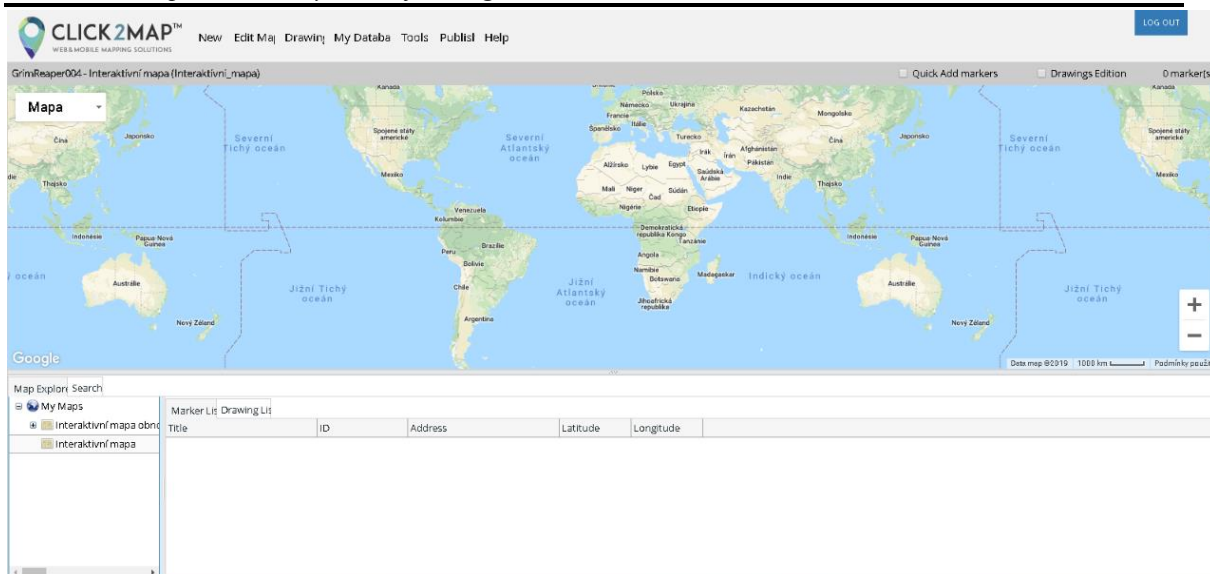 CLICK2MAP™
WEB & MOBILE MAPPING SOLUTIONS
New Edit Ma Drawin My Databa Tools Publisl Help
LOG OUT
GrimReaper004 - Interaktivní mapa (Interaktivni_mapa)
Quick Add markers Drawings Edition 0 marker(s
Mapa
Kanada
Polsko
Německo Ukrajina
Francie
Itálie
Španělsko
Turecko
Kazachstán
Mongolsko
Kanada
Čína
Japonsko
Severní
Tichý oceán
Spojené státy
americké
Severní
Atlantský
oceán
Irák
Írán
Afghánistán
Pákistán
Čína
Japonsko
Severní
Tichý oceán
Spojené státy
americké
Alžírsko Lybie Egypt
Saúdská
Arábie
Indie
Thajsko
Mexiko
Mali Niger Čad Súdán
Nigérie Etiopie
Thajsko
Mexiko
Venezuela
Kolumbie
Indonésie
Papua Nová
Guinea
Peru
Brazílie
Bolívie
Demokratická
republika Kongo
Tanzánie
Angola
Indonésie
Papua Nová
Guinea
oceán
Austrálie
Jižní Tichý
oceán
Chile
Jižní
Atlantský
oceán
Namibie
Botswana
Madagaskar
Indický oceán
Austrálie
Jižní Tichý
oceán
Jihoafrická
republika
Nový Zéland
Argentina
Nový Zéland
+
−
Google
Data map ©2019 1000 km Podmínky použi
Map Explore Search
My Maps
Interaktivní mapa obno
Interaktivní mapa
Marker Lis Drawing Lis
Title ID Address Latitude Longitude